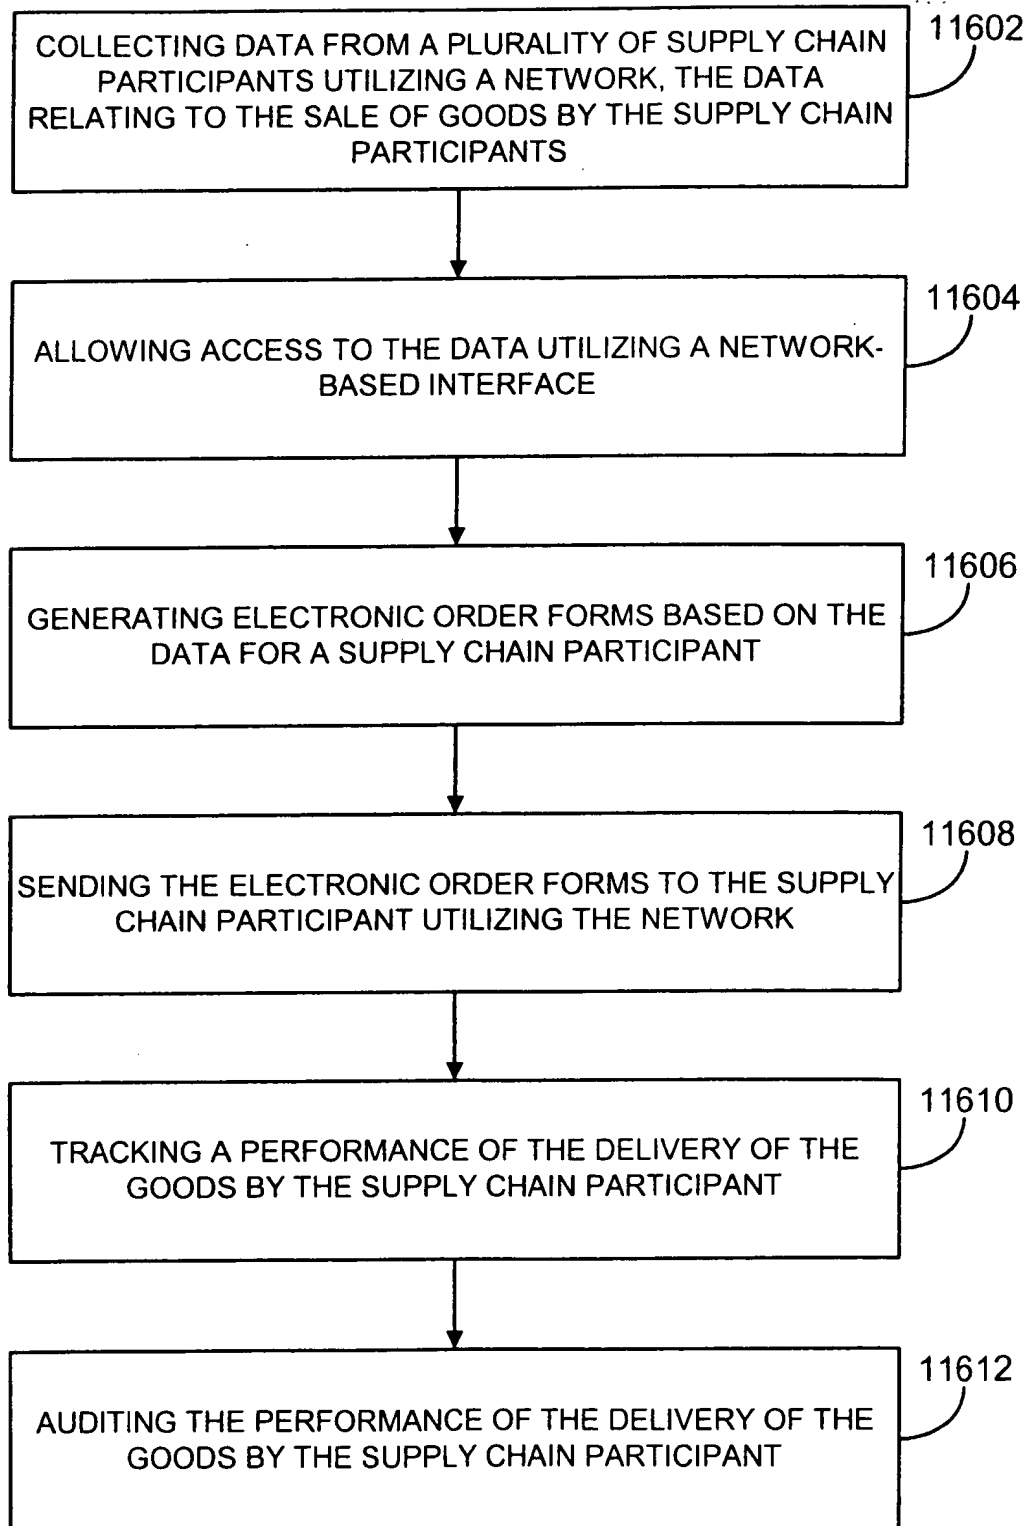 11602
COLLECTING DATA FROM A PLURALITY OF SUPPLY CHAIN
PARTICIPANTS UTILIZING A NETWORK, THE DATA
RELATING TO THE SALE OF GOODS BY THE SUPPLY CHAIN
PARTICIPANTS
11604
ALLOWING ACCESS TO THE DATA UTILIZING A NETWORK-
BASED INTERFACE
11606
GENERATING ELECTRONIC ORDER FORMS BASED ON THE
DATA FOR A SUPPLY CHAIN PARTICIPANT
11608
SENDING THE ELECTRONIC ORDER FORMS TO THE SUPPLY
CHAIN PARTICIPANT UTILIZING THE NETWORK
11610
TRACKING A PERFORMANCE OF THE DELIVERY OF THE
GOODS BY THE SUPPLY CHAIN PARTICIPANT
11612
AUDITING THE PERFORMANCE OF THE DELIVERY OF THE
GOODS BY THE SUPPLY CHAIN PARTICIPANT